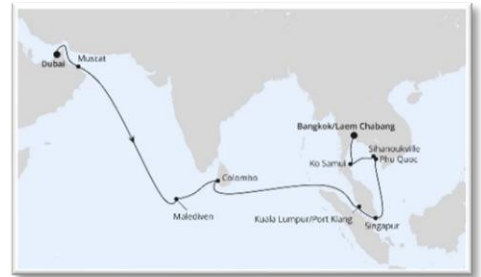 Dubai
Muscat
Malediven
Colombo
Kuala Lumpur/Port Klang
Singapur
Phu Quoc
Sihanoukville
Ko Samui
Bangkok/Laem Chabang